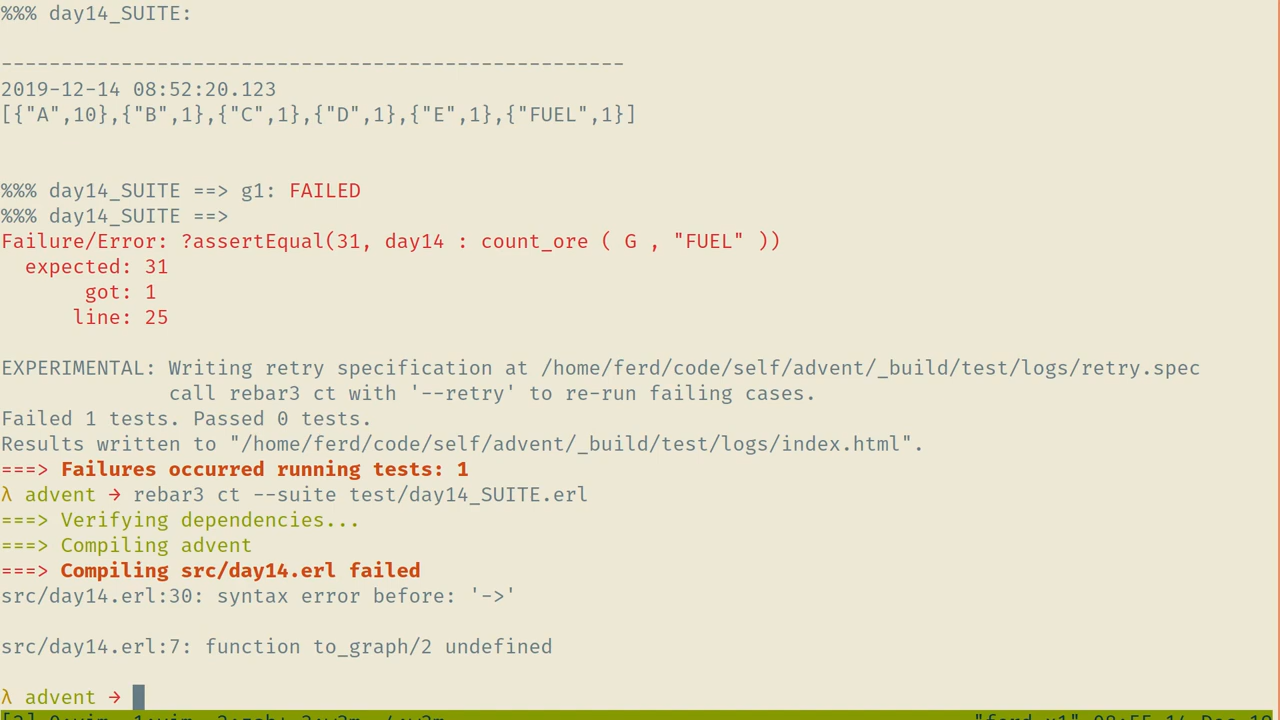 %%% day14_SUITE:
----------------------------------------------------
2019-12-14 08:52:20.123
[{"A",10},{"B",1},{"C",1},{"D",1},{"E",1},{"FUEL",1}]
%%% day14_SUITE ==> g1: FAILED
%%% day14_SUITE ==>
Failure/Error: ?assertEqual(31, day14 : count_ore ( G , "FUEL" ))
expected: 31
got: 1
line: 25
EXPERIMENTAL: Writing retry specification at /home/ferd/code/self/advent/_build/test/logs/retry.spec
call rebar3 ct with '--retry' to re-run failing cases.
Failed 1 tests. Passed 0 tests.
Results written to "/home/ferd/code/self/advent/_build/test/logs/index.html".
===> Failures occurred running tests: 1
λ advent → rebar3 ct --suite test/day14_SUITE.erl
===> Verifying dependencies...
===> Compiling advent
===> Compiling src/day14.erl failed
src/day14.erl:30: syntax error before: '->'
src/day14.erl:7: function to_graph/2 undefined
λ advent →